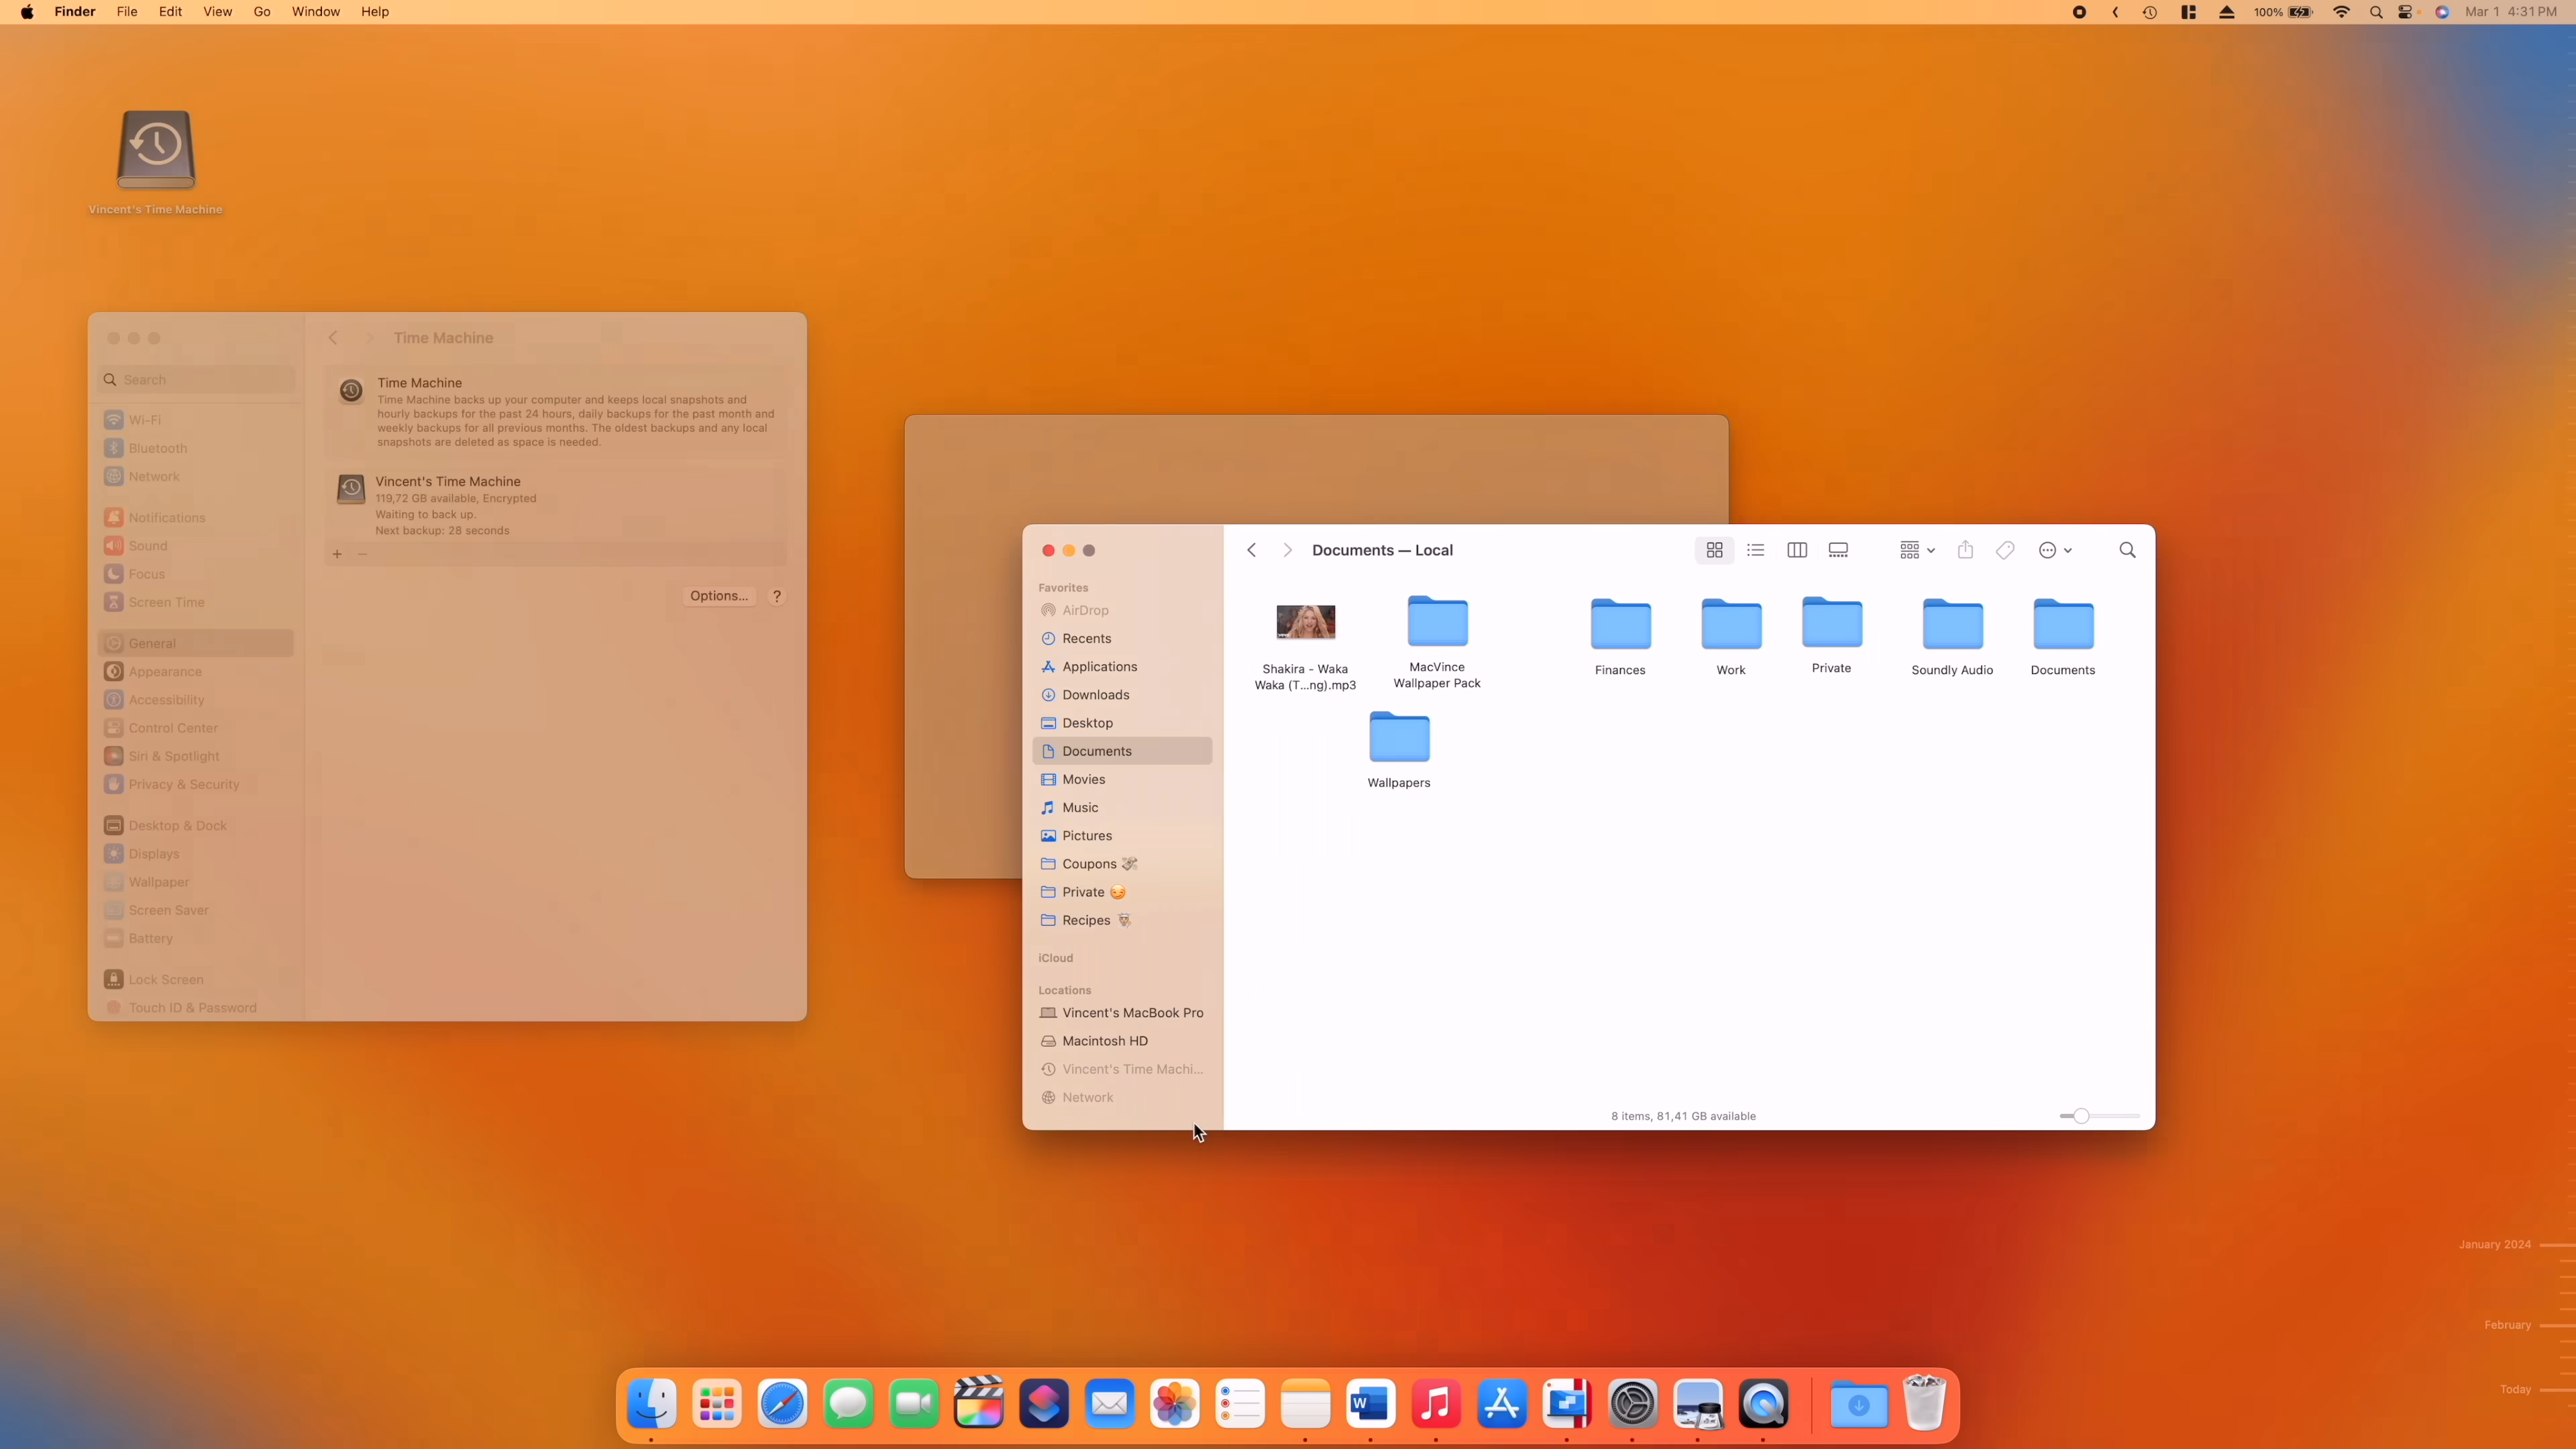 Finder File Edit View Go Window Help
100% Mar 1 4:31 PM
Vincent's Time Machine
Time Machine
Search
Wi-Fi
Bluetooth
Network
Notifications
Sound
Focus
Screen Time
General
Appearance
Accessibility
Control Center
Siri & Spotlight
Privacy & Security
Desktop & Dock
Displays
Wallpaper
Screen Saver
Battery
Lock Screen
Touch ID & Password
Time Machine
Time Machine backs up your computer and keeps local snapshots and
hourly backups for the past 24 hours, daily backups for the past month and
weekly backups for all previous months. The oldest backups and any local
snapshots are deleted as space is needed.
Vincent's Time Machine
119,72 GB available, Encrypted
Waiting to back up.
Next backup: 28 seconds
+ −
Options... ?
Documents — Local
Favorites
AirDrop
Recents
Applications
Downloads
Desktop
Documents
Movies
Music
Pictures
Coupons 💸
Private 😏
Recipes
iCloud
Locations
Vincent's MacBook Pro
Macintosh HD
Vincent's Time Machi...
Network
Shakira - Waka
Waka (T...ng).mp3
MacVince
Wallpaper Pack
Finances
Work
Private
Soundly Audio
Documents
Wallpapers
8 items, 81,41 GB available
January 2024
February
Today
W